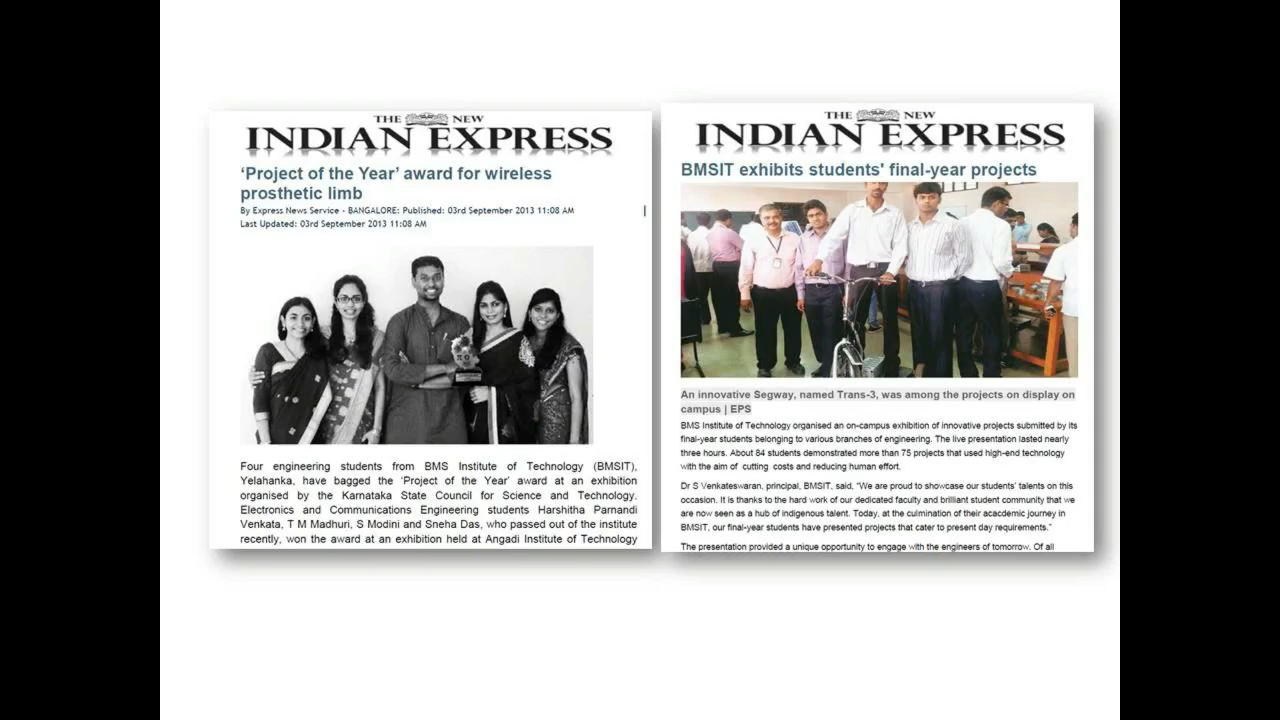 THE NEW
INDIAN EXPRESS
‘Project of the Year’ award for wireless
prosthetic limb
By Express News Service - BANGALORE: Published: 03rd September 2013 11:08 AM
Last Updated: 03rd September 2013 11:08 AM
Four engineering students from BMS Institute of Technology (BMSIT),
Yelahanka, have bagged the ‘Project of the Year’ award at an exhibition
organised by the Karnataka State Council for Science and Technology.
Electronics and Communications Engineering students Harshitha Parnandi
Venkata, T M Madhuri, S Modini and Sneha Das, who passed out of the institute
recently, won the award at an exhibition held at Angadi Institute of Technology
THE NEW
INDIAN EXPRESS
BMSIT exhibits students' final-year projects
An innovative Segway, named Trans-3, was among the projects on display on
campus | EPS
BMS Institute of Technology organised an on-campus exhibition of innovative projects submitted by its
final-year students belonging to various branches of engineering. The live presentation lasted nearly
three hours. About 84 students demonstrated more than 75 projects that used high-end technology
with the aim of cutting costs and reducing human effort.
Dr S Venkateswaran, principal, BMSIT, said, “We are proud to showcase our students’ talents on this
occasion. It is thanks to the hard work of our dedicated faculty and brilliant student community that we
are now seen as a hub of indigenous talent. Today, at the culmination of their acacdemic journey in
BMSIT, our final-year students have presented projects that cater to present day requirements.”
The presentation provided a unique opportunity to engage with the engineers of tomorrow. Of all